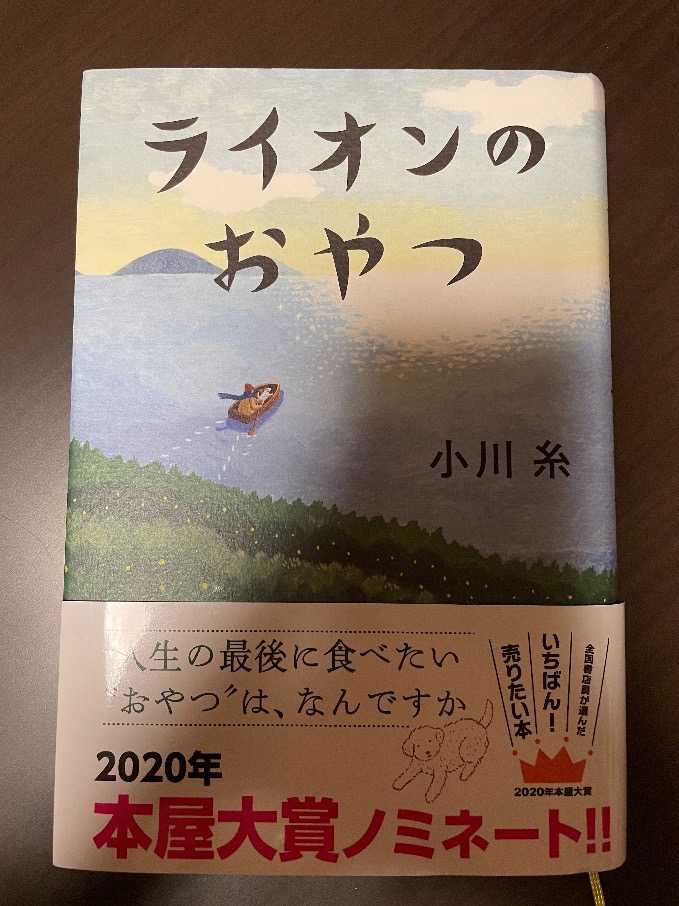 ライオンの
おやつ
小川 糸
人生の最後に食べたい
"おやつ"は、なんですか
2020年
本屋大賞ノミネート!!
全国書店員が選んだ
いちばん!
売りたい本
2020年本屋大賞